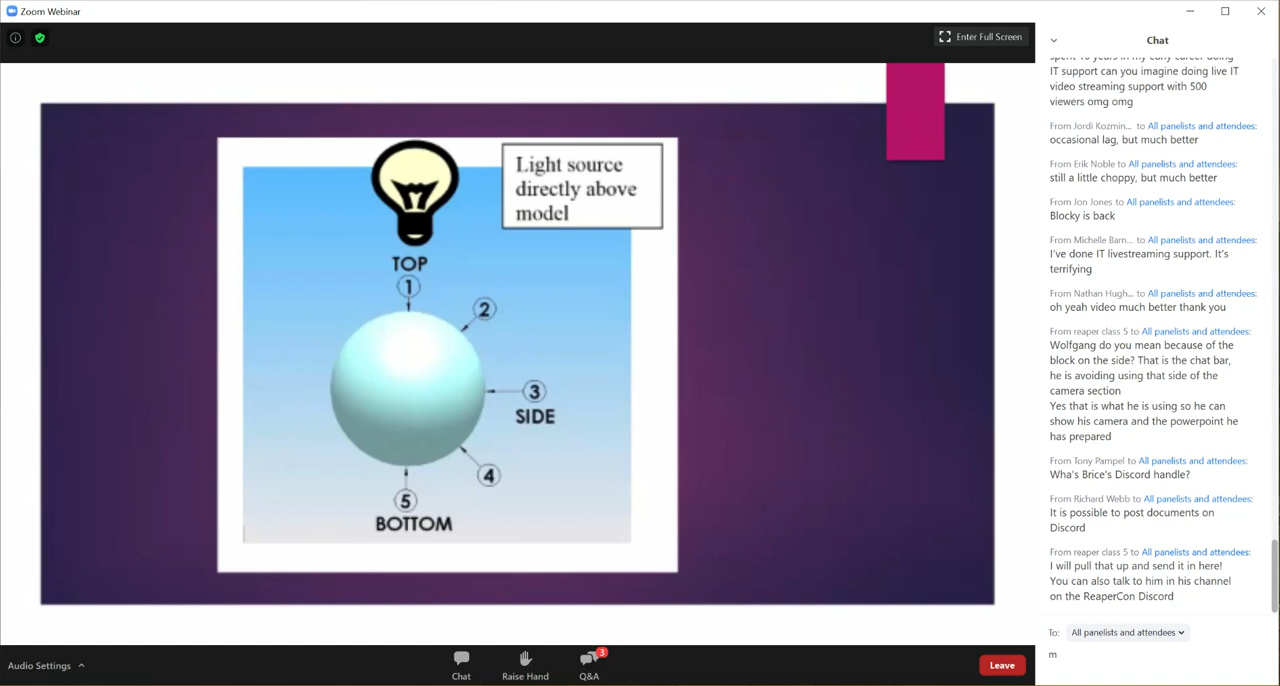 Zoom Webinar
Enter Full Screen
Light source
directly above
model
TOP
1
2
3
SIDE
4
5
BOTTOM
Chat
IT support can you imagine doing live IT
video streaming support with 500
viewers omg omg
From Jordi Kozmin... to All panelists and attendees:
occasional lag, but much better
From Erik Noble to All panelists and attendees:
still a little choppy, but much better
From Jon Jones to All panelists and attendees:
Blocky is back
From Michelle Barn... to All panelists and attendees:
I've done IT livestreaming support. It's
terrifying
From Nathan Hugh... to All panelists and attendees:
oh yeah video much better thank you
From reaper class 5 to All panelists and attendees:
Wolfgang do you mean because of the
block on the side? That is the chat bar,
he is avoiding using that side of the
camera section
Yes that is what he is using so he can
show his camera and the powerpoint he
has prepared
From Tony Pampel to All panelists and attendees:
Wha's Brice's Discord handle?
From Richard Webb to All panelists and attendees:
It is possible to post documents on
Discord
From reaper class 5 to All panelists and attendees:
I will pull that up and send it in here!
You can also talk to him in his channel
on the ReaperCon Discord
To: All panelists and attendees
m
Audio Settings
Chat
Raise Hand
3
Q&A
Leave